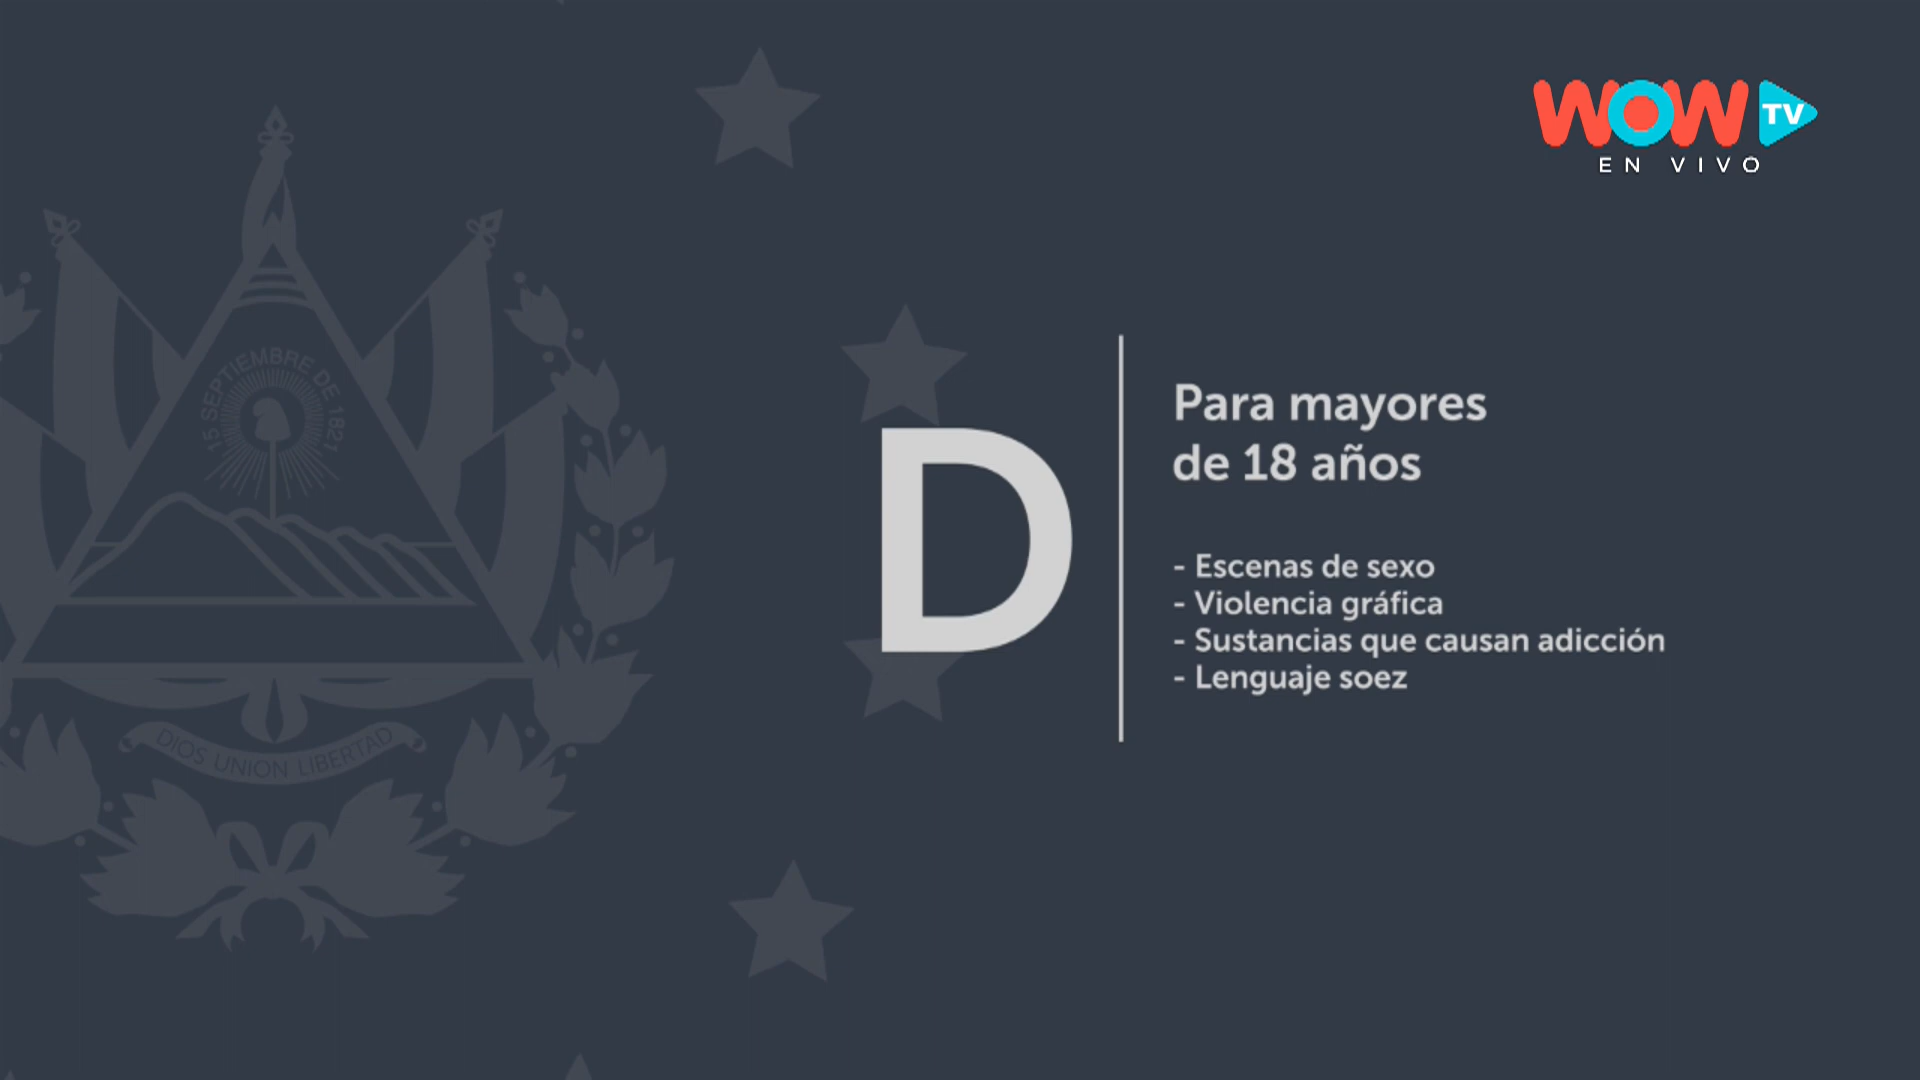 WOW TV
EN VIVO
15 SEPTIEMBRE DE 1821
D
Para mayores
de 18 años
- Escenas de sexo
- Violencia gráfica
- Sustancias que causan adicción
- Lenguaje soez
DIOS UNION LIBERTAD